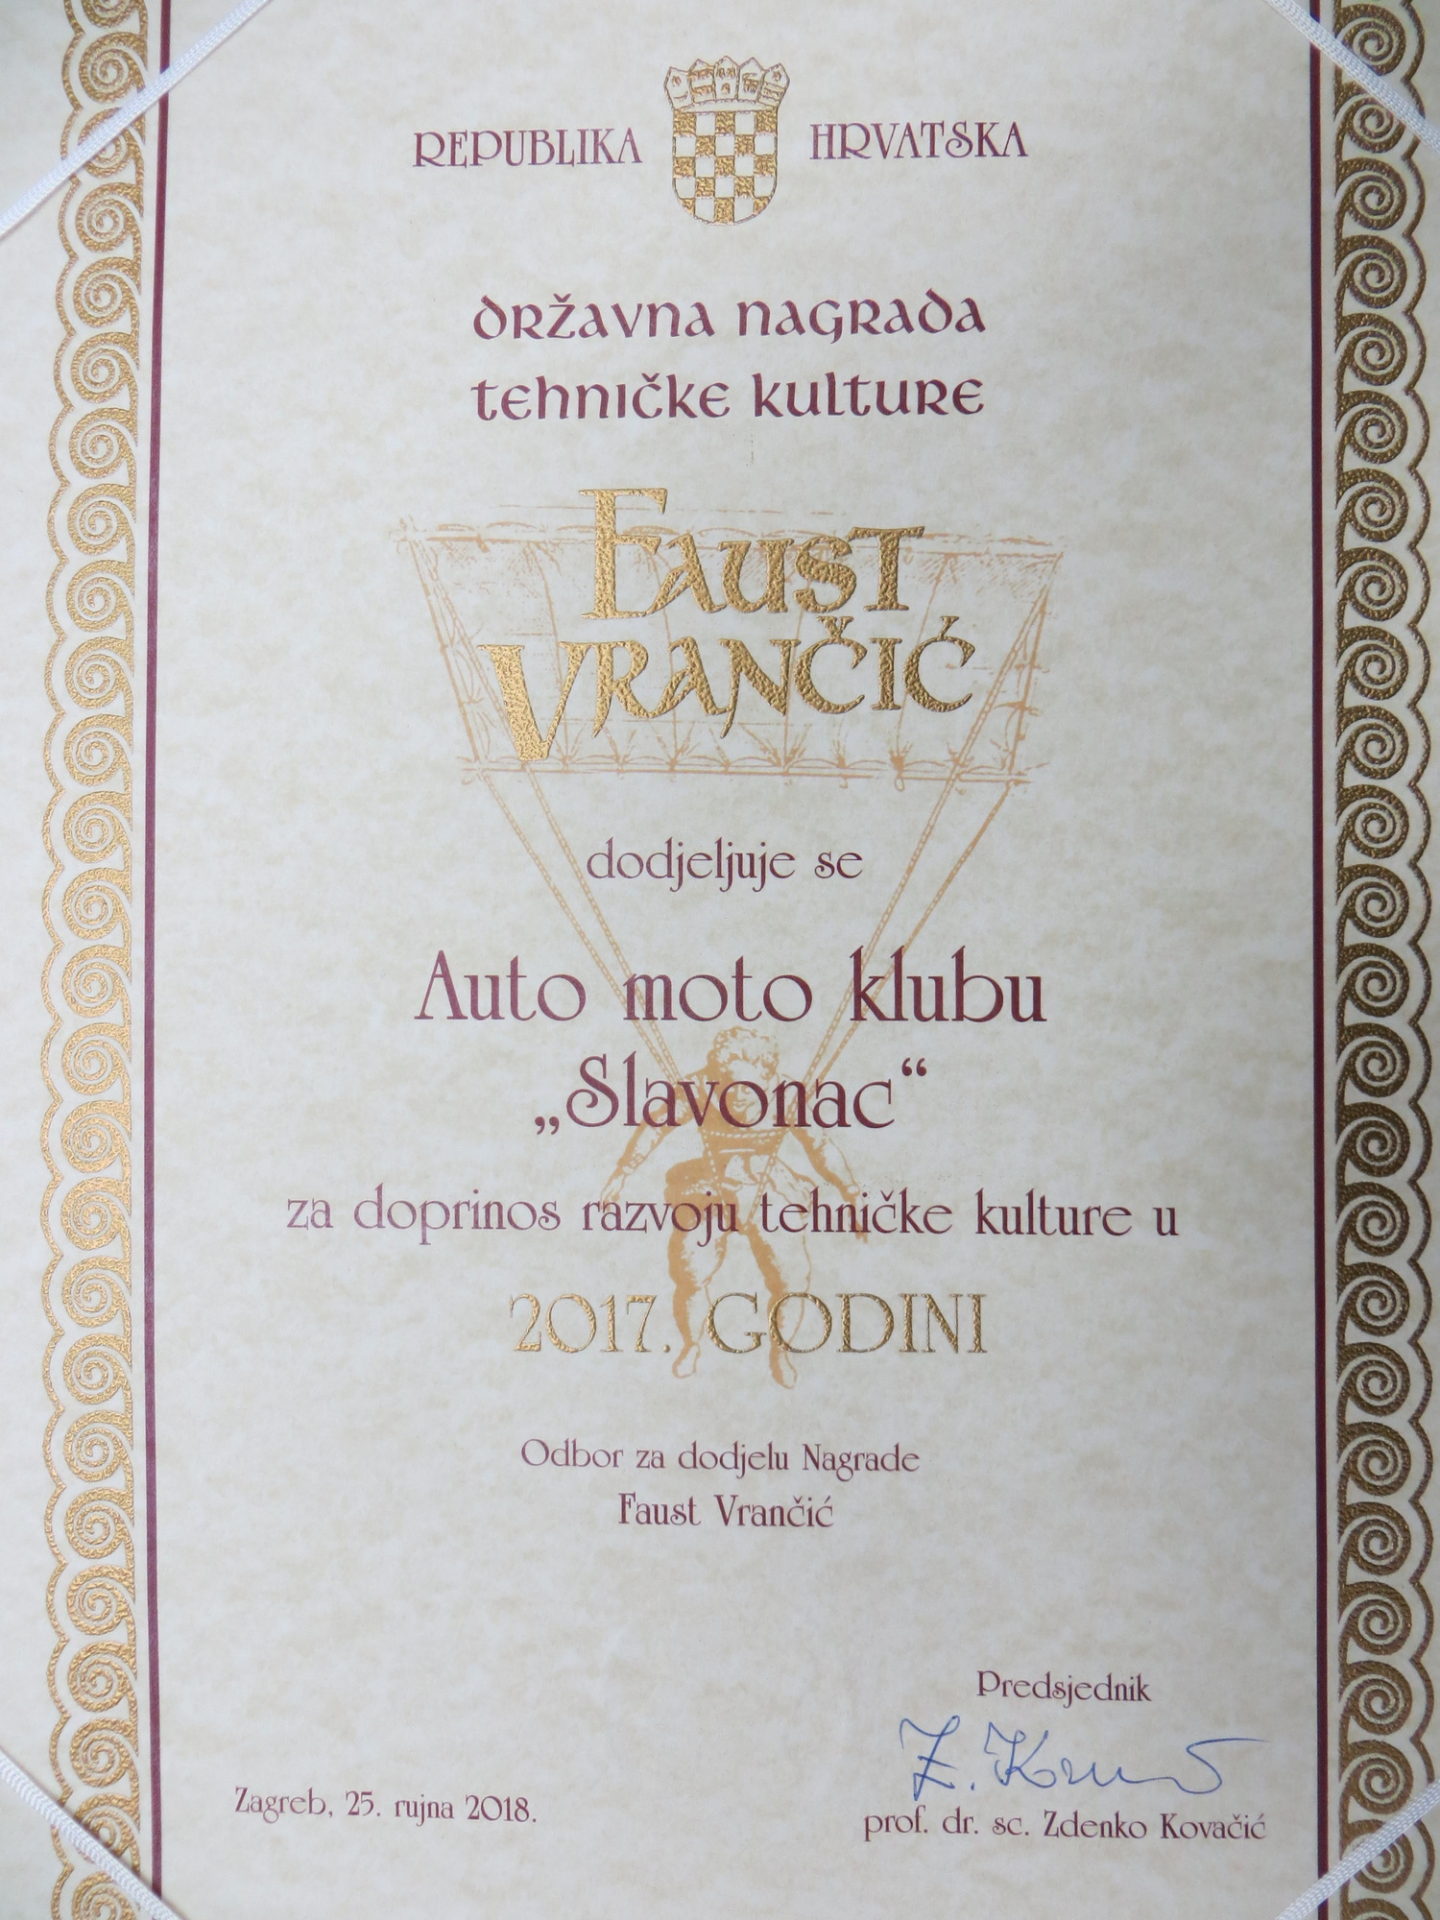 REPUBLIKA HRVATSKA
DRŽAVNA NAGRADA
TEHNIČKE KULTURE
FAUST
VRANČIĆ
dodjeljuje se
Auto moto klubu
„Slavonac“
za doprinos razvoju tehničke kulture u
2017. GODINI
Odbor za dodjelu Nagrade
Faust Vrančić
Predsjednik
Zagreb, 25. rujna 2018.
prof. dr. sc. Zdenko Kovačić